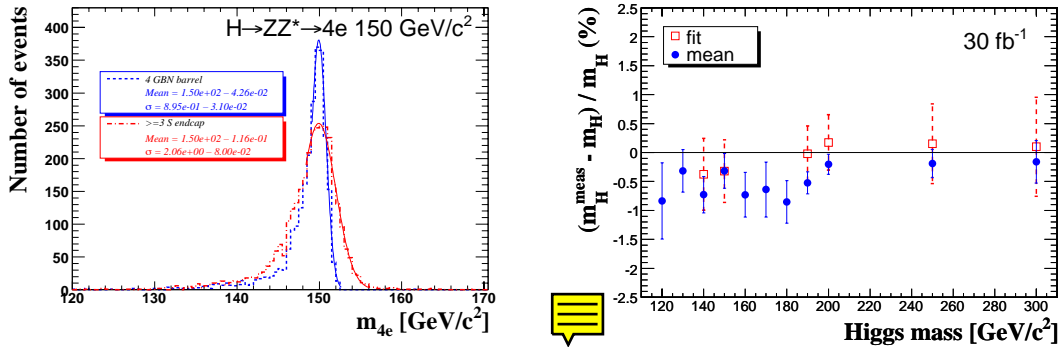 H→ZZ*→4e 150 GeV/c²
Number of events
400
350
300
250
200
150
100
50
0
4 GBN barrel
Mean = 1.50e+02 – 4.26e-02
σ = 8.95e-01 – 3.10e-02
>=3 S endcap
Mean = 1.50e+02 – 1.16e-01
σ = 2.06e+00 – 8.00e-02
120 130 140 150 160 170
m4e [GeV/c²]
(m_H^meas - m_H) / m_H (%)
2.5
2
1.5
1
0.5
0
-0.5
-1
-1.5
-2
-2.5
fit
mean
30 fb⁻¹
120 140 160 180 200 220 240 260 280 300
Higgs mass [GeV/c²]